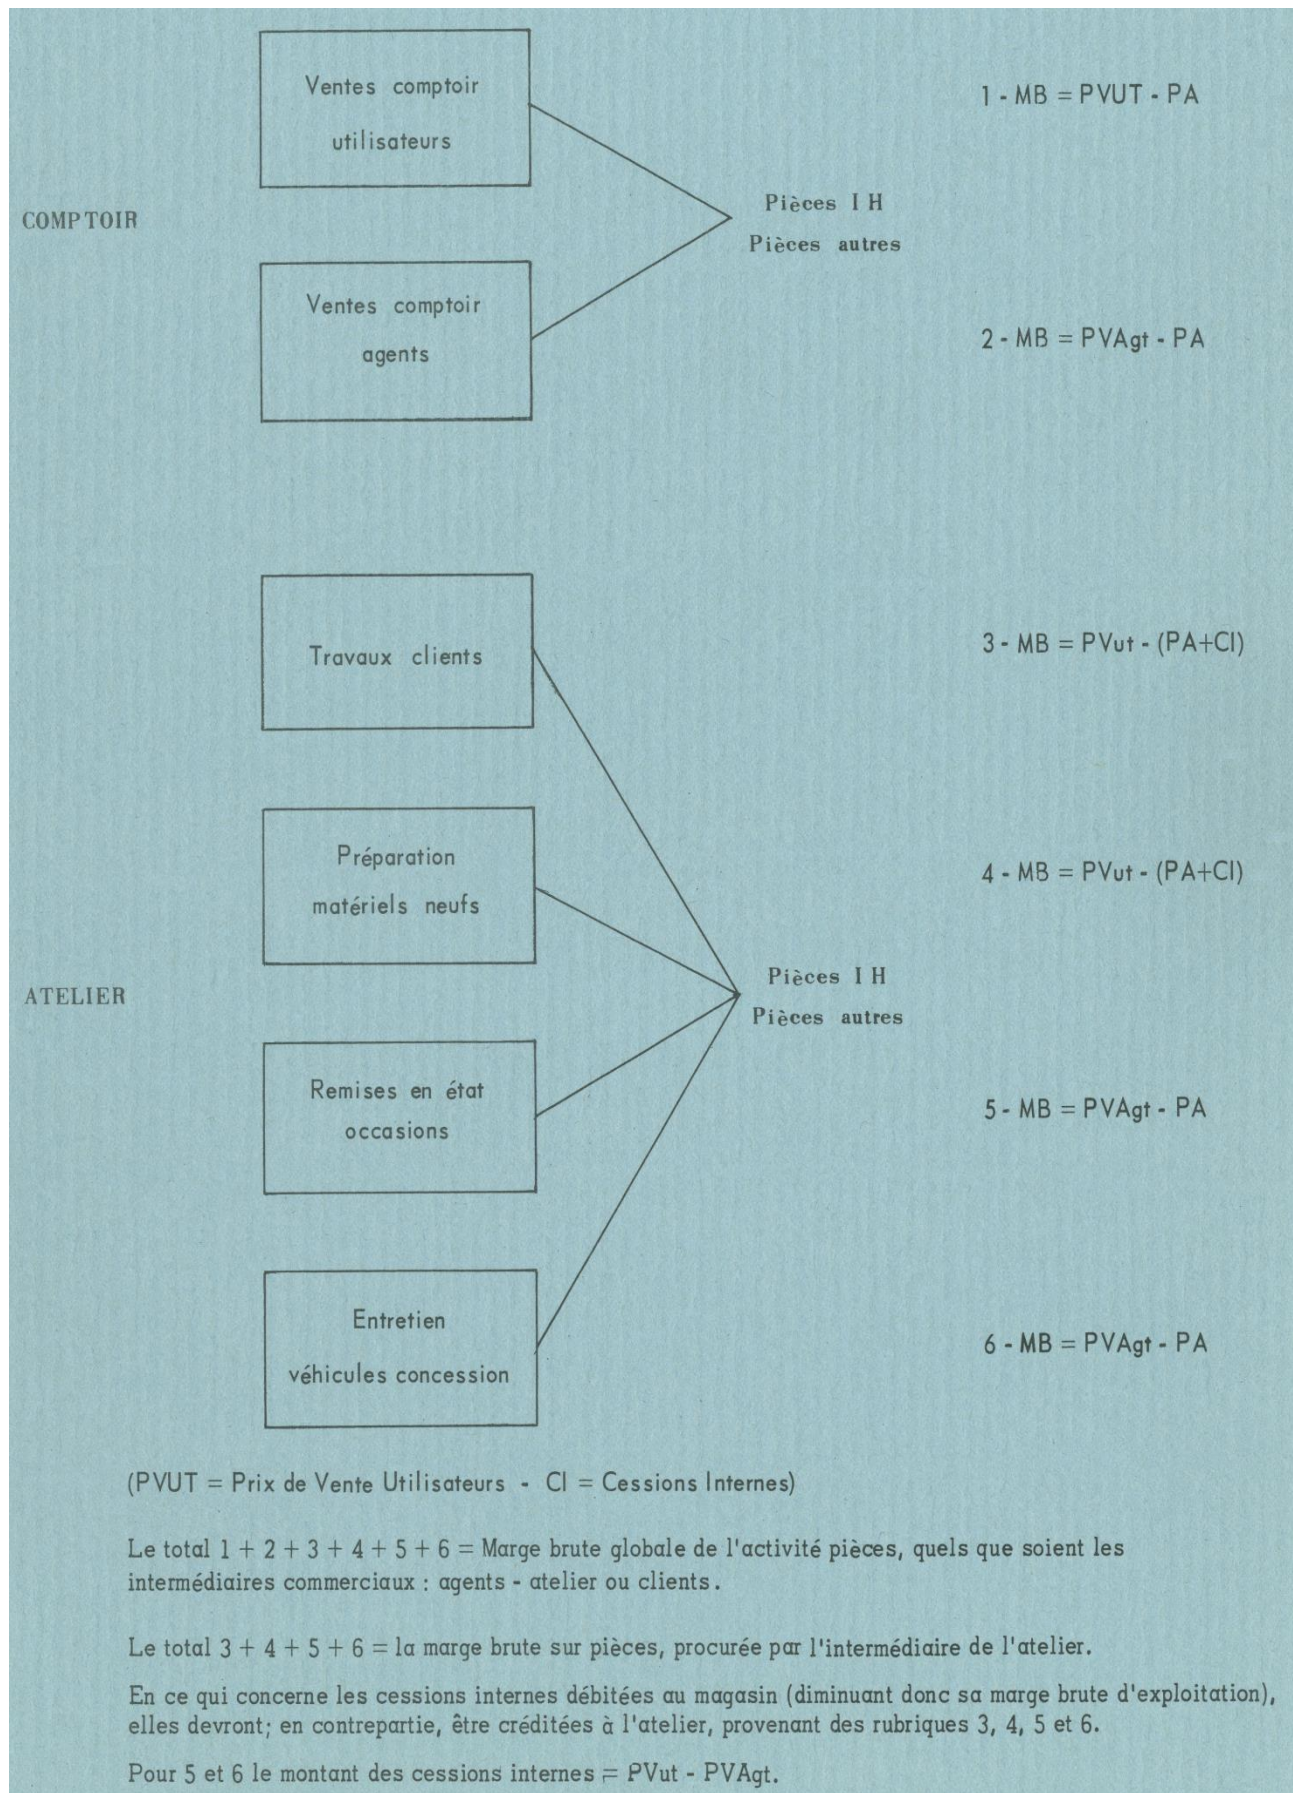 Ventes comptoir
utilisateurs
1 - MB = PVUT - PA
COMPTOIR
Pièces I H
Pièces autres
Ventes comptoir
agents
2 - MB = PVAgt - PA
Travaux clients
3 - MB = PVut - (PA+CI)
Préparation
matériels neufs
4 - MB = PVut - (PA+CI)
ATELIER
Pièces I H
Pièces autres
Remises en état
occasions
5 - MB = PVAgt - PA
Entretien
véhicules concession
6 - MB = PVAgt - PA
(PVUT = Prix de Vente Utilisateurs - CI = Cessions Internes)
Le total 1 + 2 + 3 + 4 + 5 + 6 = Marge brute globale de l'activité pièces, quels que soient les
intermédiaires commerciaux : agents - atelier ou clients.
Le total 3 + 4 + 5 + 6 = la marge brute sur pièces, procurée par l'intermédiaire de l'atelier.
En ce qui concerne les cessions internes débitées au magasin (diminuant donc sa marge brute d'exploitation),
elles devront; en contrepartie, être créditées à l'atelier, provenant des rubriques 3, 4, 5 et 6.
Pour 5 et 6 le montant des cessions internes = PVut - PVAgt.